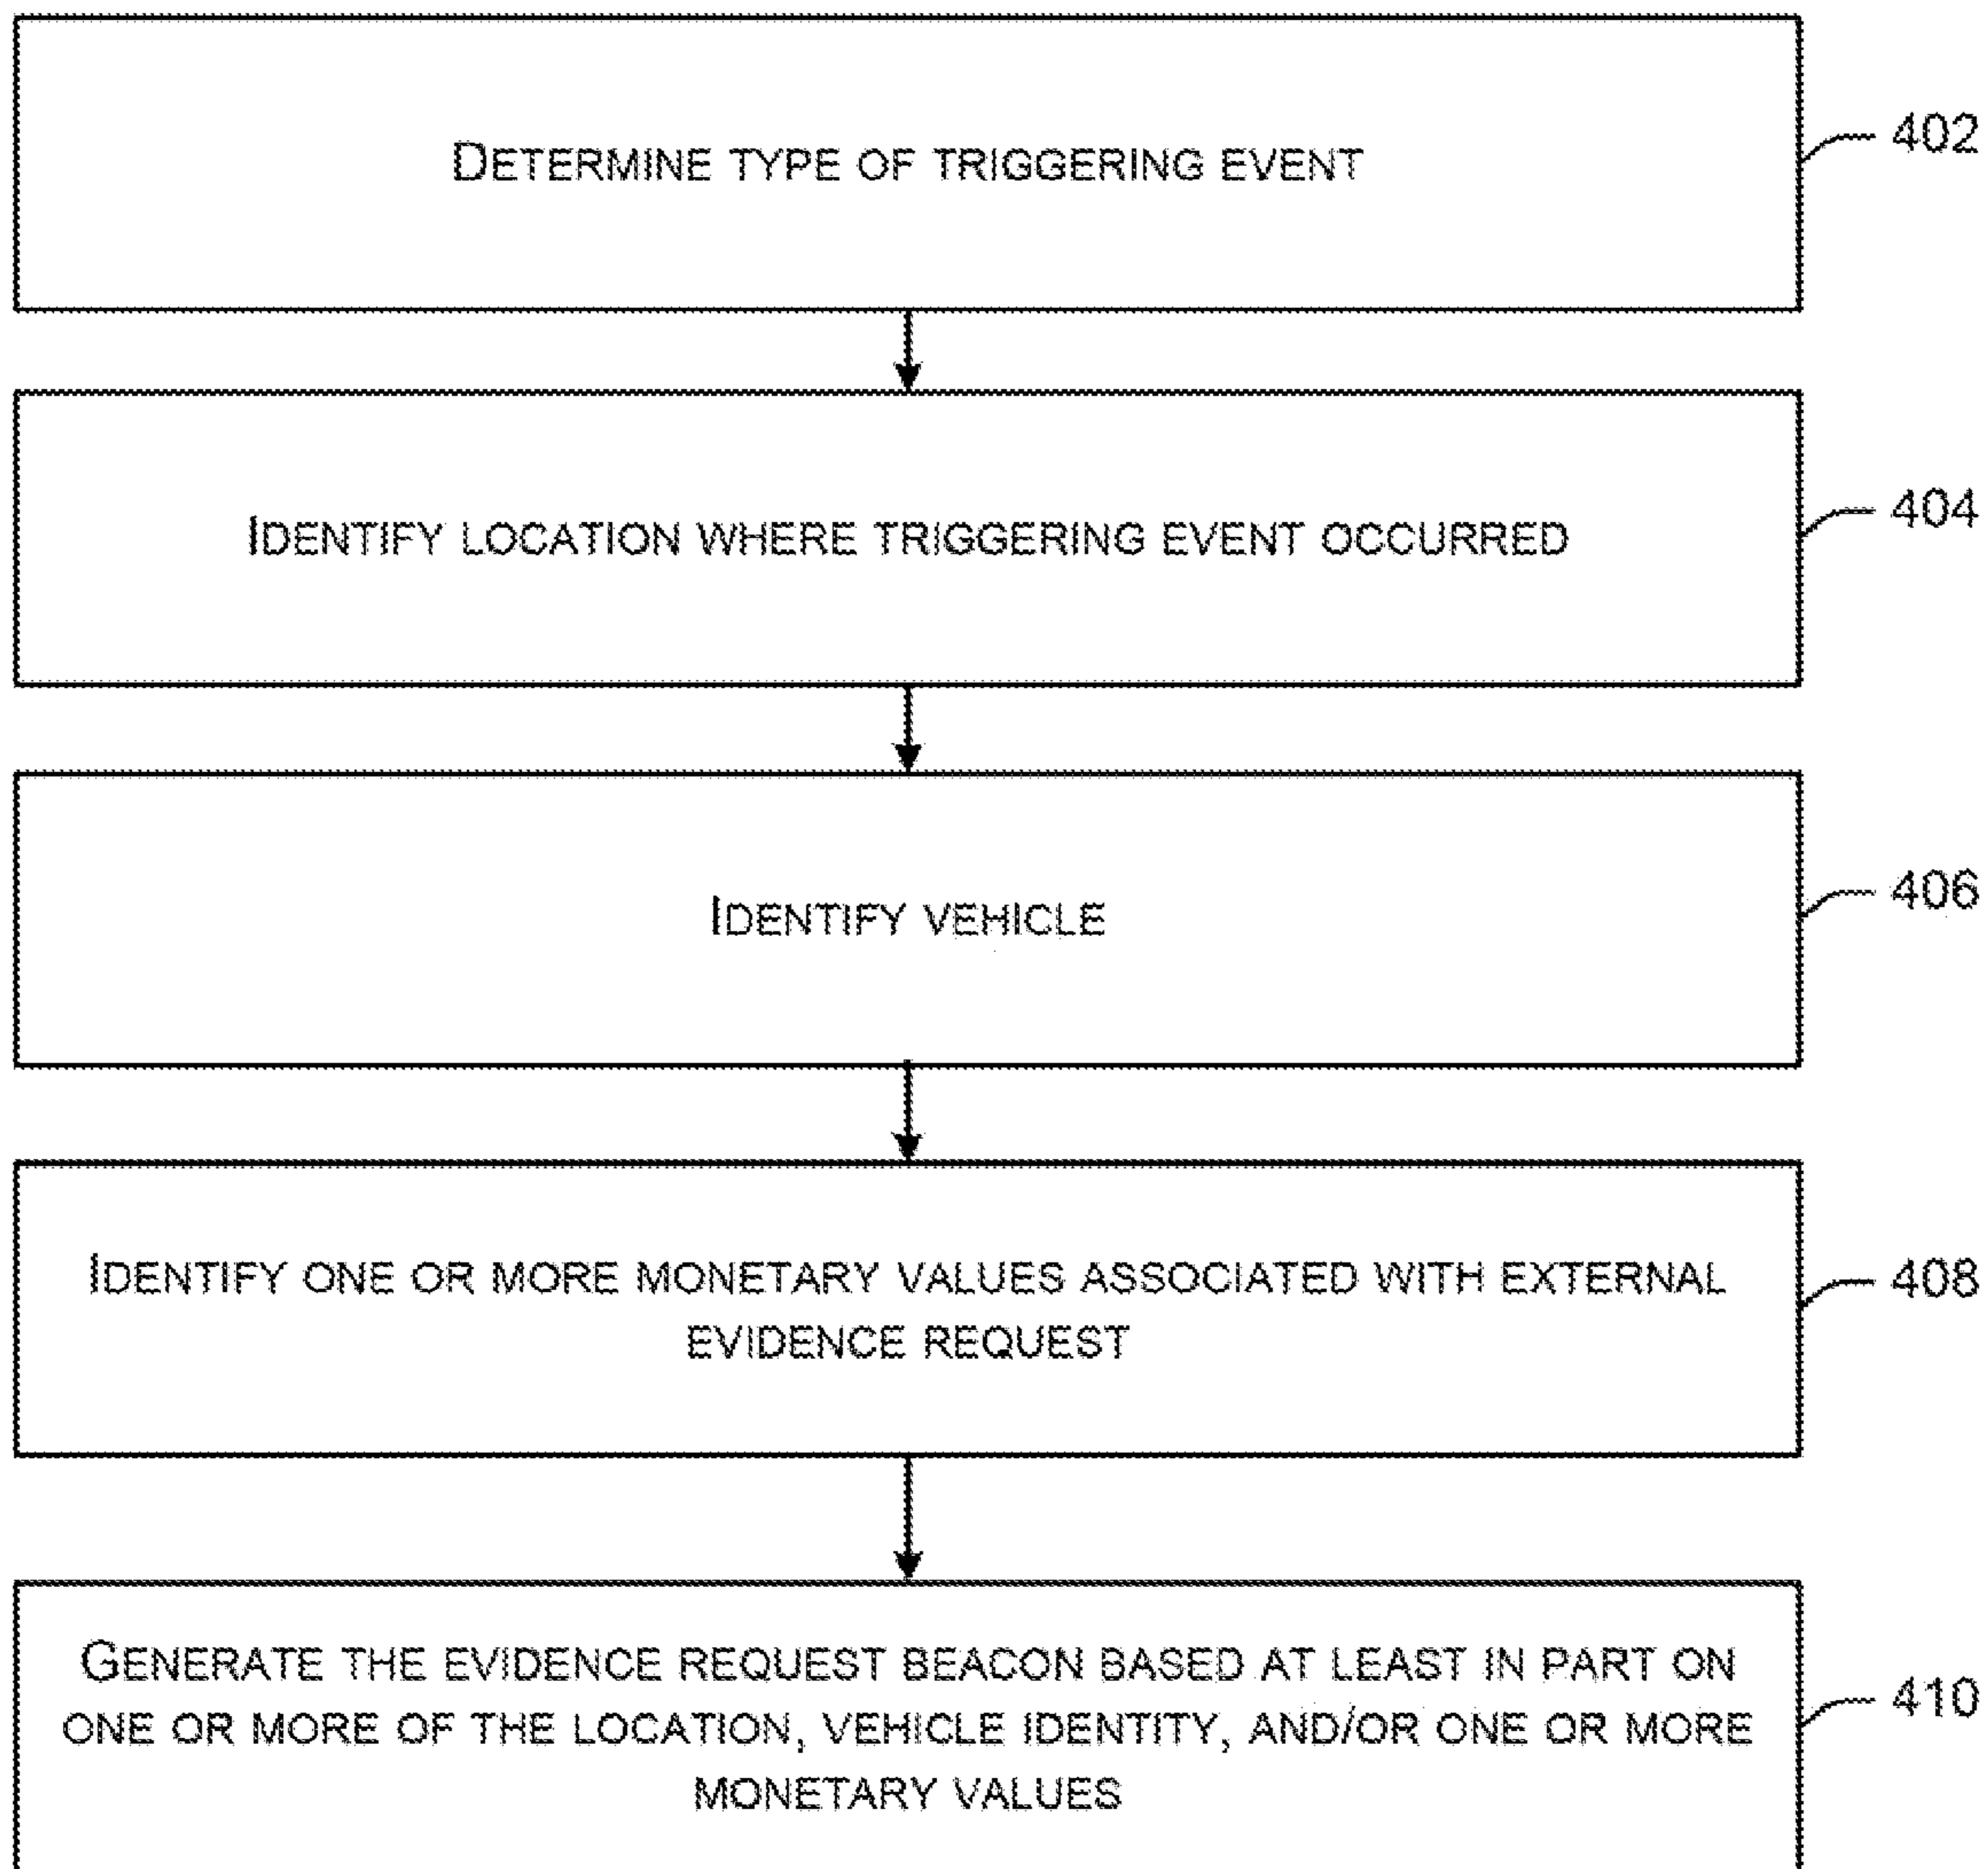 DETERMINE TYPE OF TRIGGERING EVENT
402
IDENTIFY LOCATION WHERE TRIGGERING EVENT OCCURRED
404
IDENTIFY VEHICLE
406
IDENTIFY ONE OR MORE MONETARY VALUES ASSOCIATED WITH EXTERNAL
EVIDENCE REQUEST
408
GENERATE THE EVIDENCE REQUEST BEACON BASED AT LEAST IN PART ON
ONE OR MORE OF THE LOCATION, VEHICLE IDENTITY, AND/OR ONE OR MORE
MONETARY VALUES
410